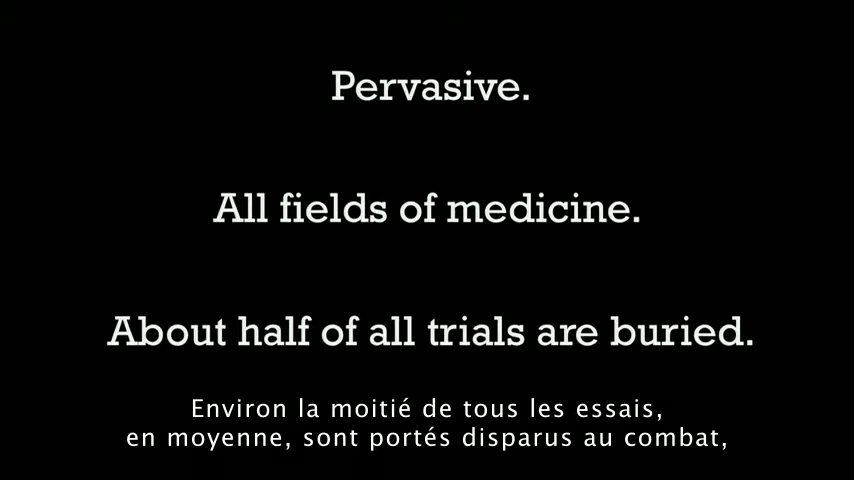 Pervasive.
All fields of medicine.
About half of all trials are buried.
Environ la moitié de tous les essais,
en moyenne, sont portés disparus au combat,